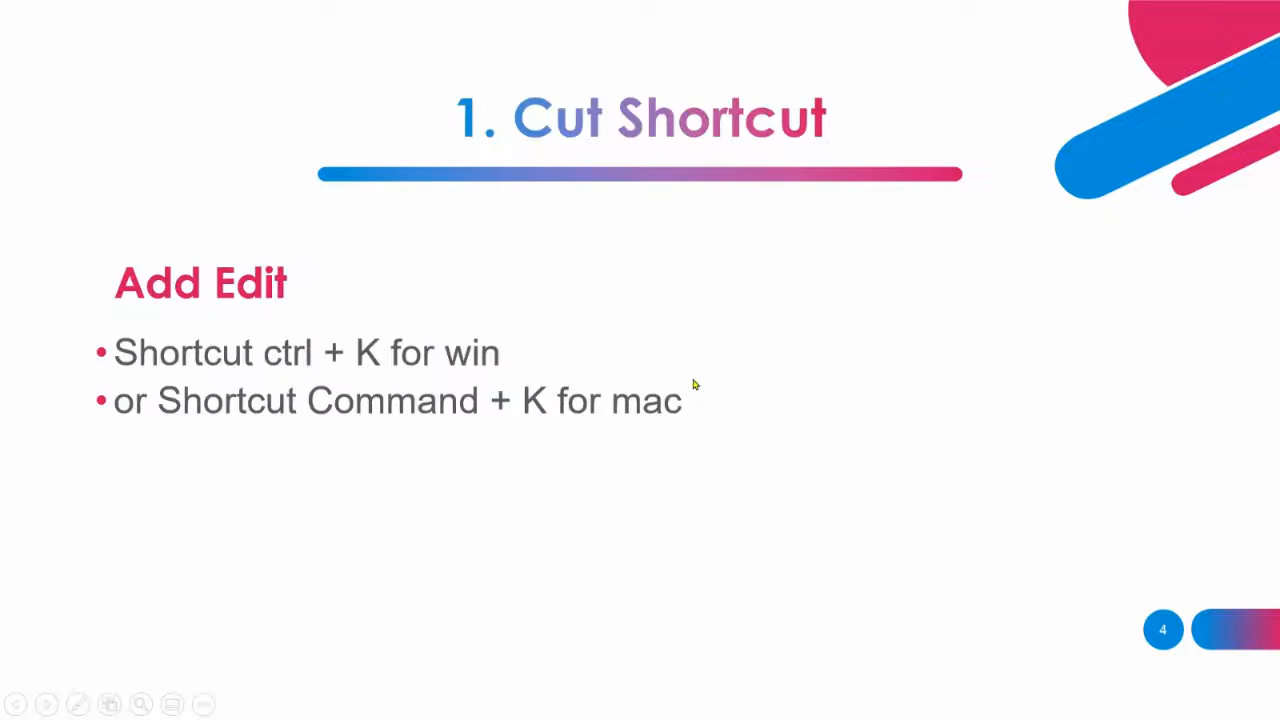 1. Cut Shortcut
Add Edit
• Shortcut ctrl + K for win
• or Shortcut Command + K for mac
4